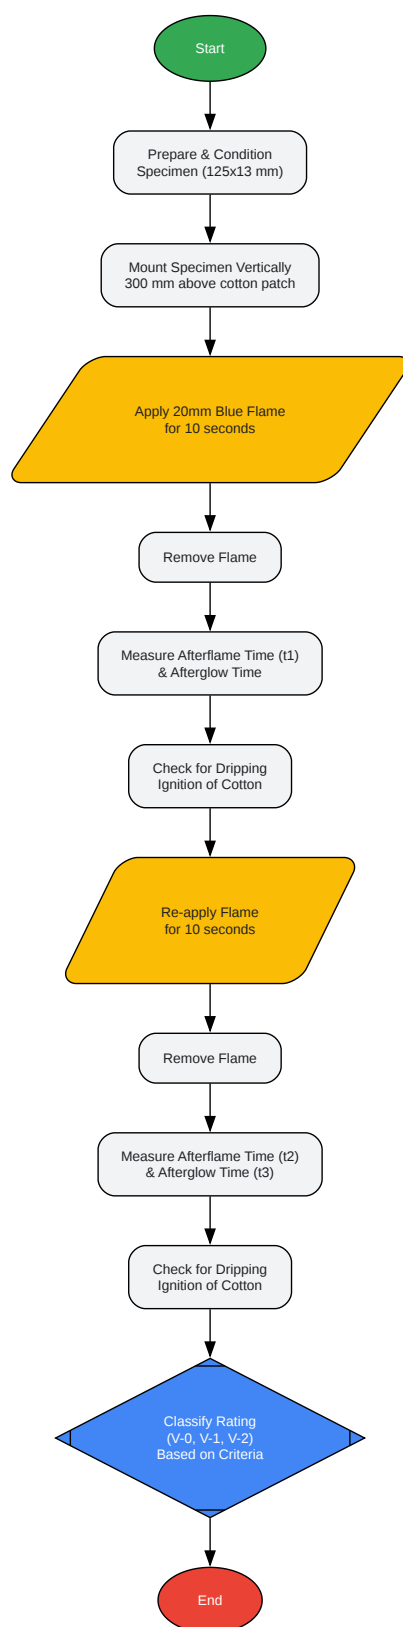 Start
Prepare & Condition
Specimen (125x13 mm)
Mount Specimen Vertically
300 mm above cotton patch
Apply 20mm Blue Flame
for 10 seconds
Remove Flame
Measure Afterflame Time (t1)
& Afterglow Time
Check for Dripping
Ignition of Cotton
Re-apply Flame
for 10 seconds
Remove Flame
Measure Afterflame Time (t2)
& Afterglow Time (t3)
Check for Dripping
Ignition of Cotton
Classify Rating
(V-0, V-1, V-2)
Based on Criteria
End